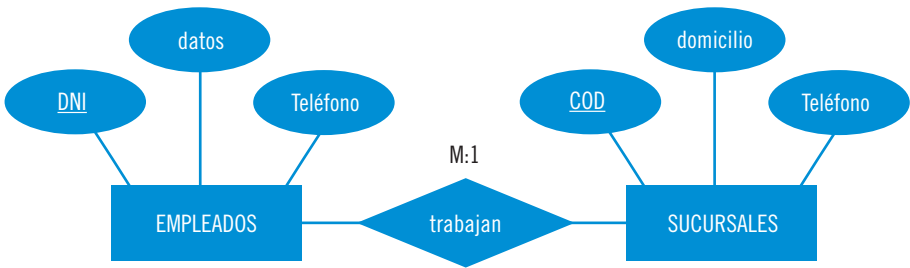 datos
domicilio
DNI
Teléfono
COD
Teléfono
M:1
EMPLEADOS
trabajan
SUCURSALES